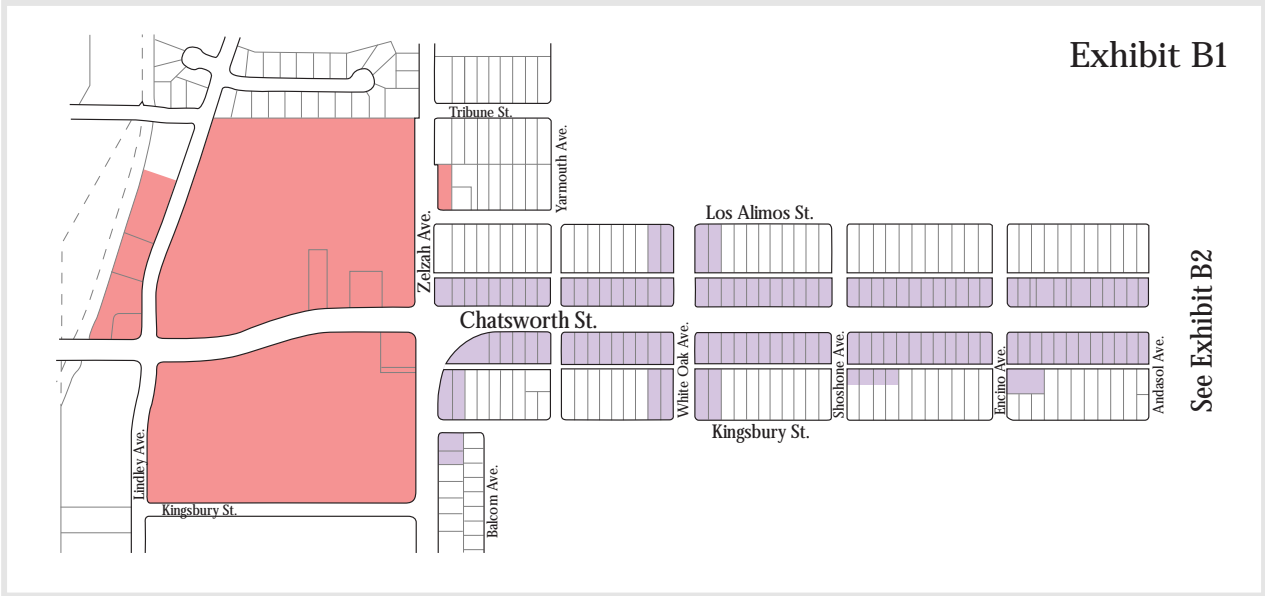 Exhibit B1
Tribune St.
Yarmouth Ave.
Zelzah Ave.
Los Alimos St.
Chatsworth St.
White Oak Ave.
Shoshone Ave.
Encino Ave.
Andasol Ave.
See Exhibit B2
Kingsbury St.
Lindley Ave.
Balcom Ave.
Kingsbury St.